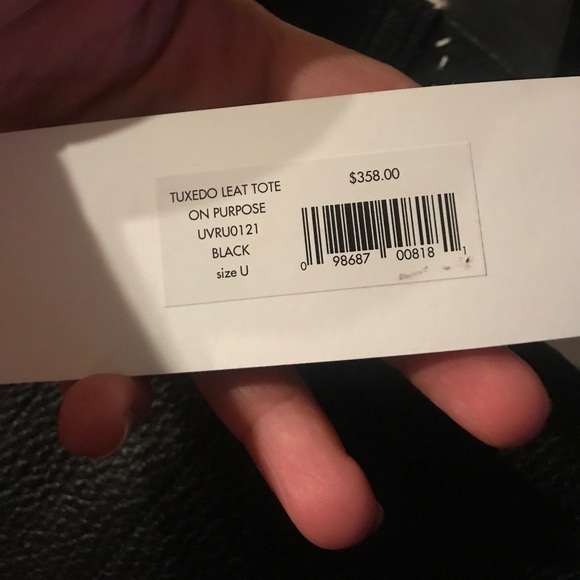 TUXEDO LEAT TOTE
ON PURPOSE
UVRU0121
BLACK
size U
$358.00
0 98687 00818 1